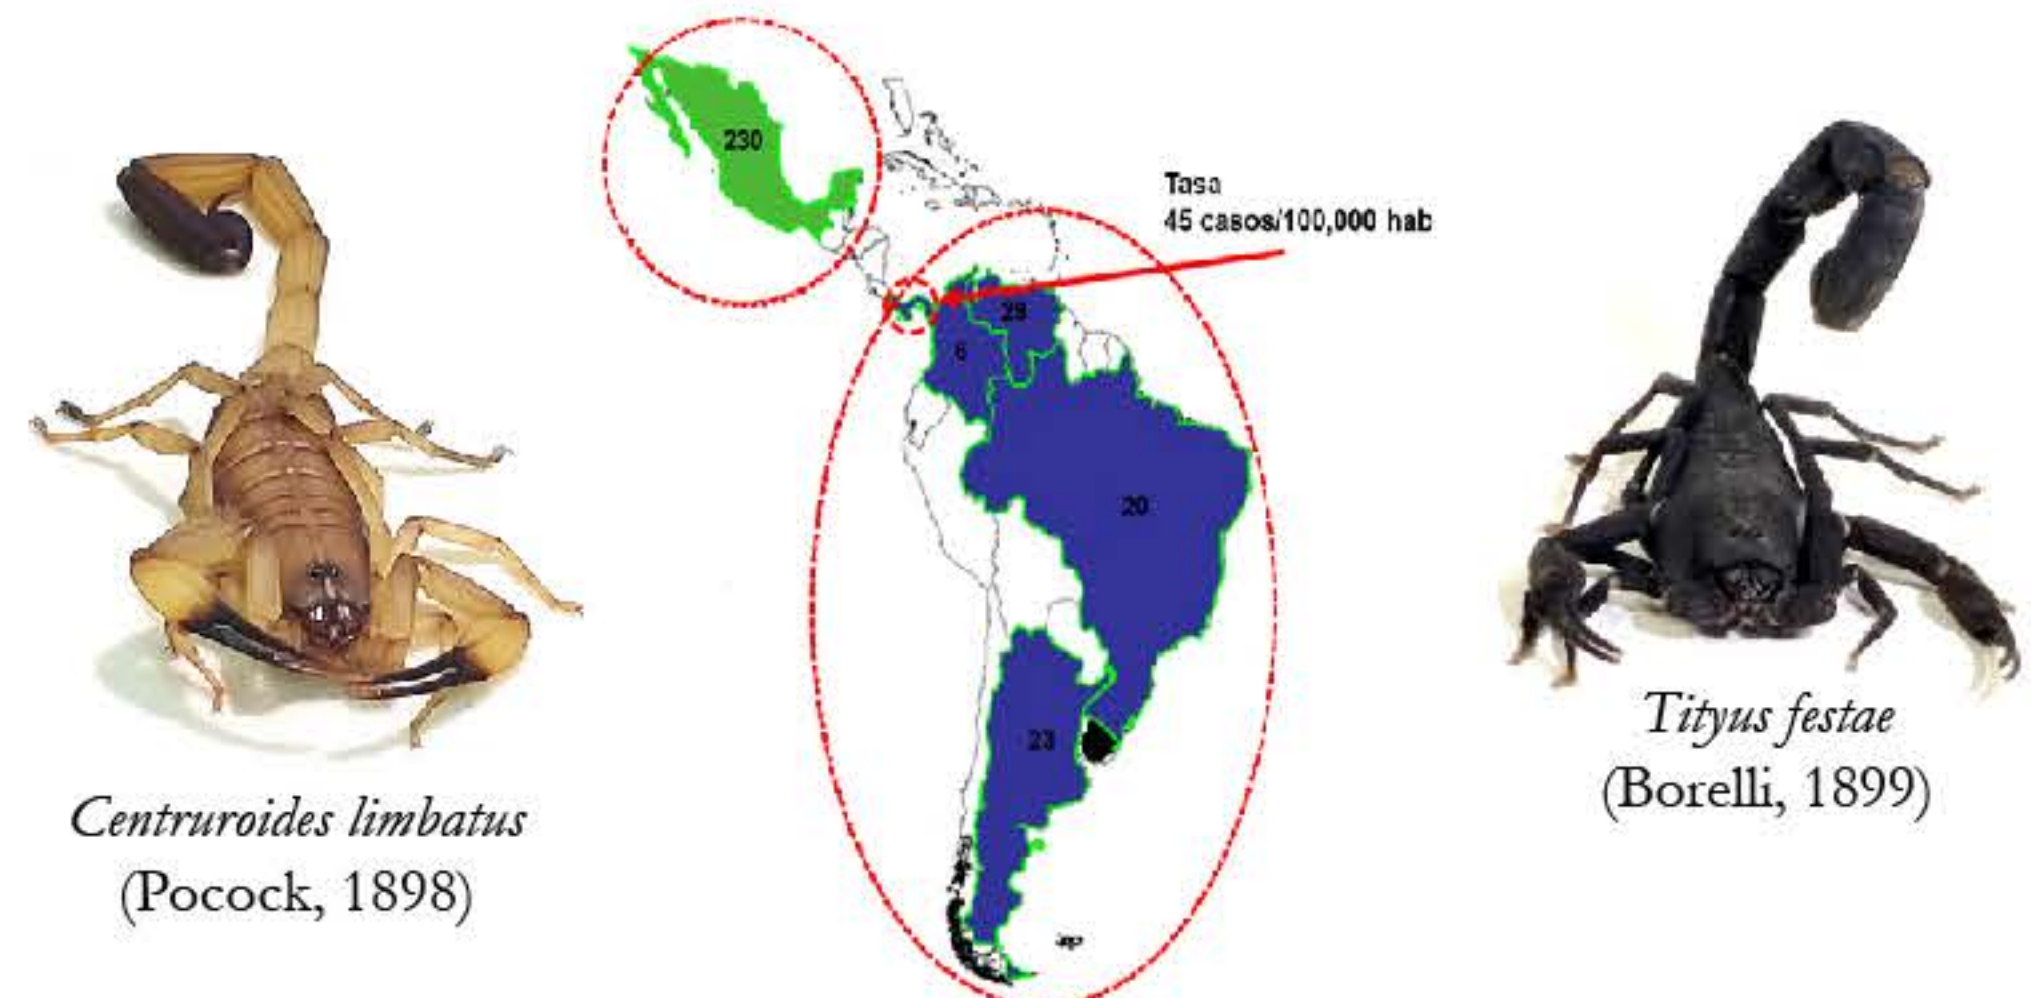 230
Tasa
45 casos/100,000 hab
29
6
20
23
Centruroides limbatus
(Pocock, 1898)
Tityus festae
(Borelli, 1899)